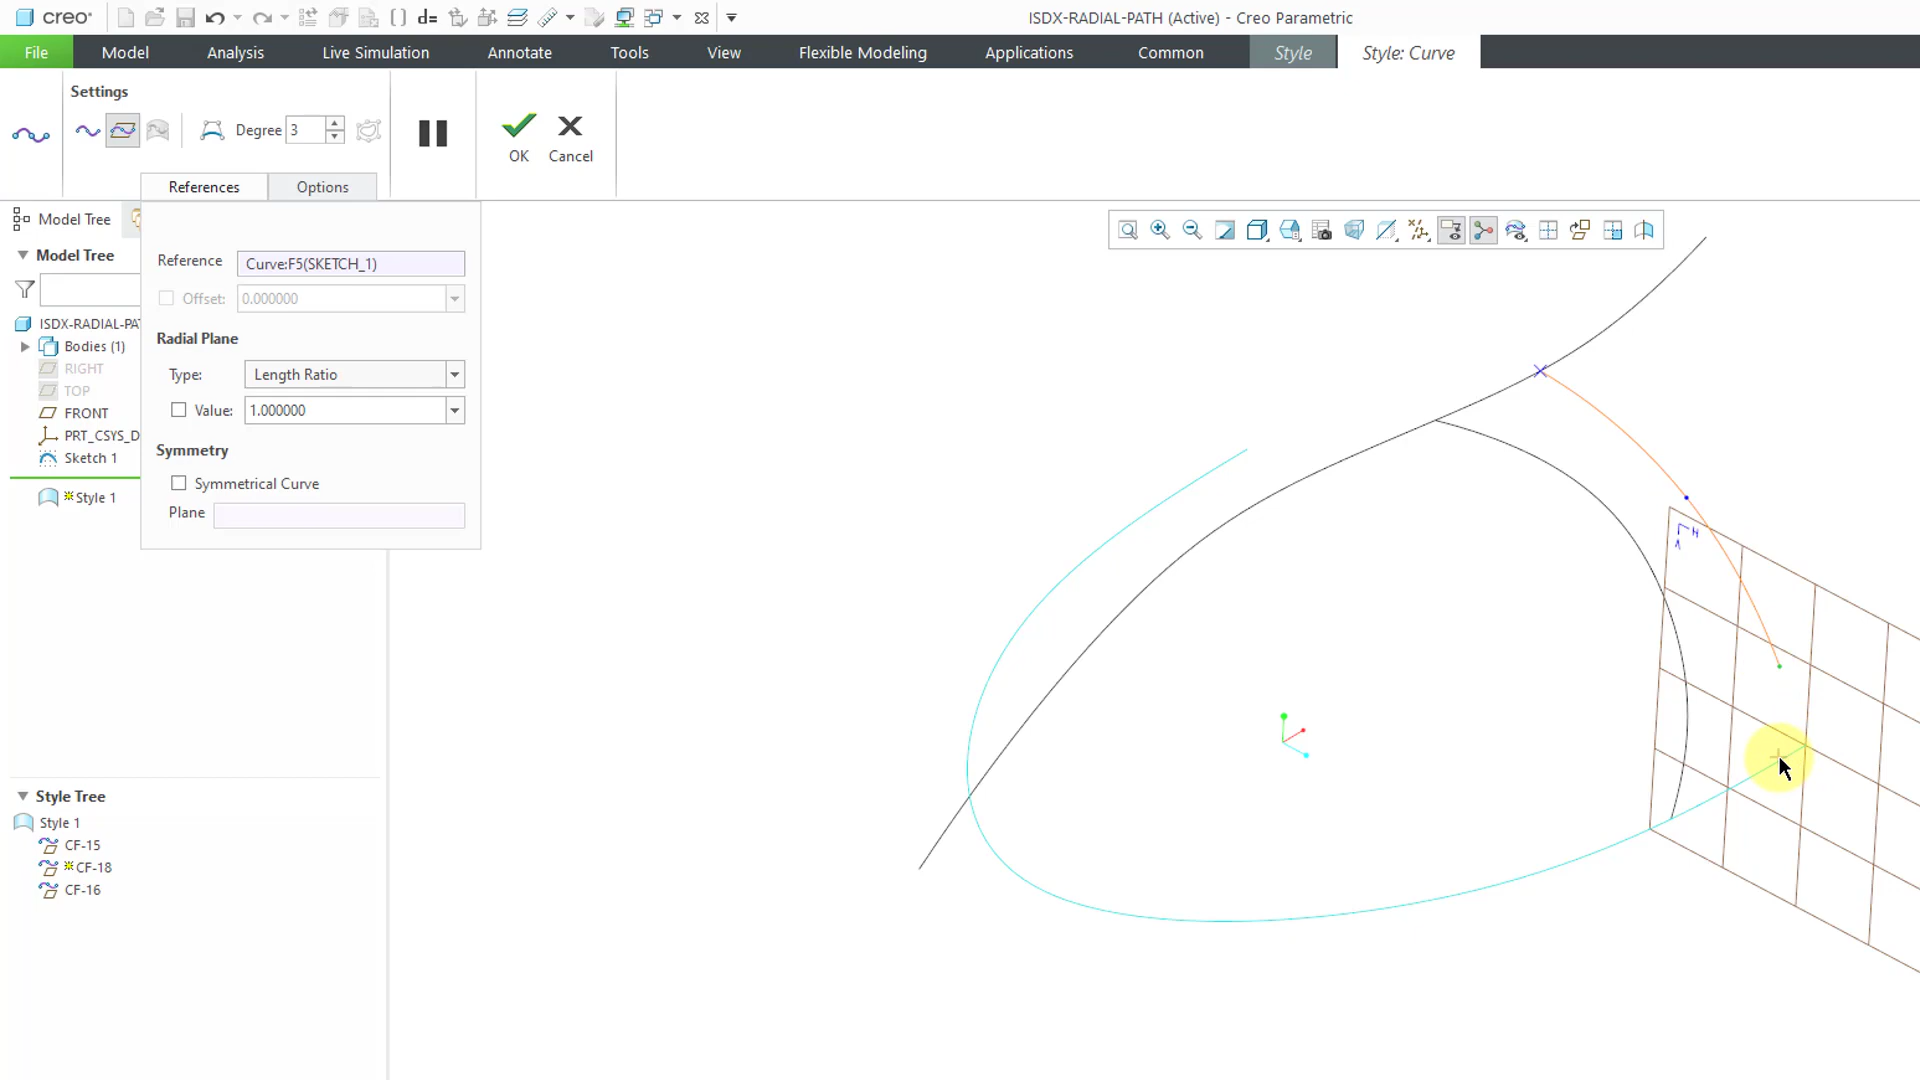 creo
d=
ISDX-RADIAL-PATH (Active) - Creo Parametric
File Model Analysis Live Simulation Annotate Tools View Flexible Modeling Applications Common Style Style: Curve
Settings
Degree 3
OK Cancel
References Options
Model Tree
Model Tree
Reference Curve:F5(SKETCH_1)
Offset: 0.000000
ISDX-RADIAL-PA
Radial Plane
Bodies (1)
RIGHT
Type: Length Ratio
TOP
FRONT
Value: 1.000000
PRT_CSYS_D
Symmetry
Sketch 1
Symmetrical Curve
Style 1
Plane
Style Tree
Style 1
CF-15
CF-18
CF-16